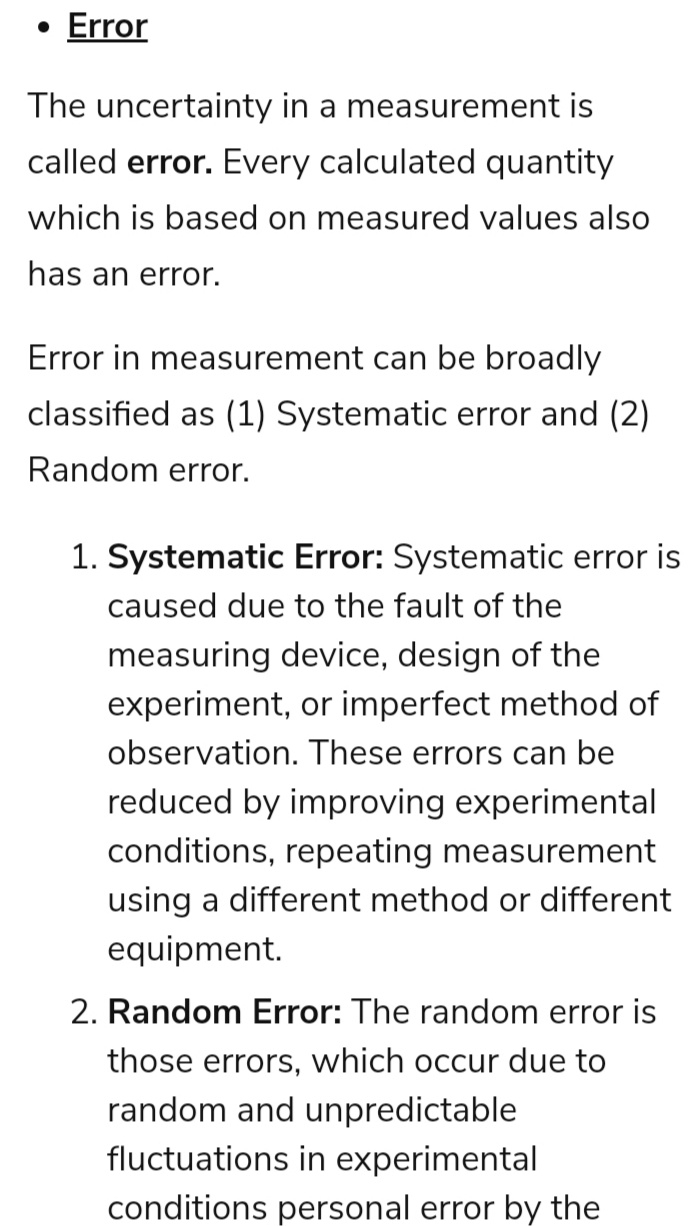 • Error
The uncertainty in a measurement is
called error. Every calculated quantity
which is based on measured values also
has an error.
Error in measurement can be broadly
classified as (1) Systematic error and (2)
Random error.
1. Systematic Error: Systematic error is
caused due to the fault of the
measuring device, design of the
experiment, or imperfect method of
observation. These errors can be
reduced by improving experimental
conditions, repeating measurement
using a different method or different
equipment.
2. Random Error: The random error is
those errors, which occur due to
random and unpredictable
fluctuations in experimental
conditions personal error by the